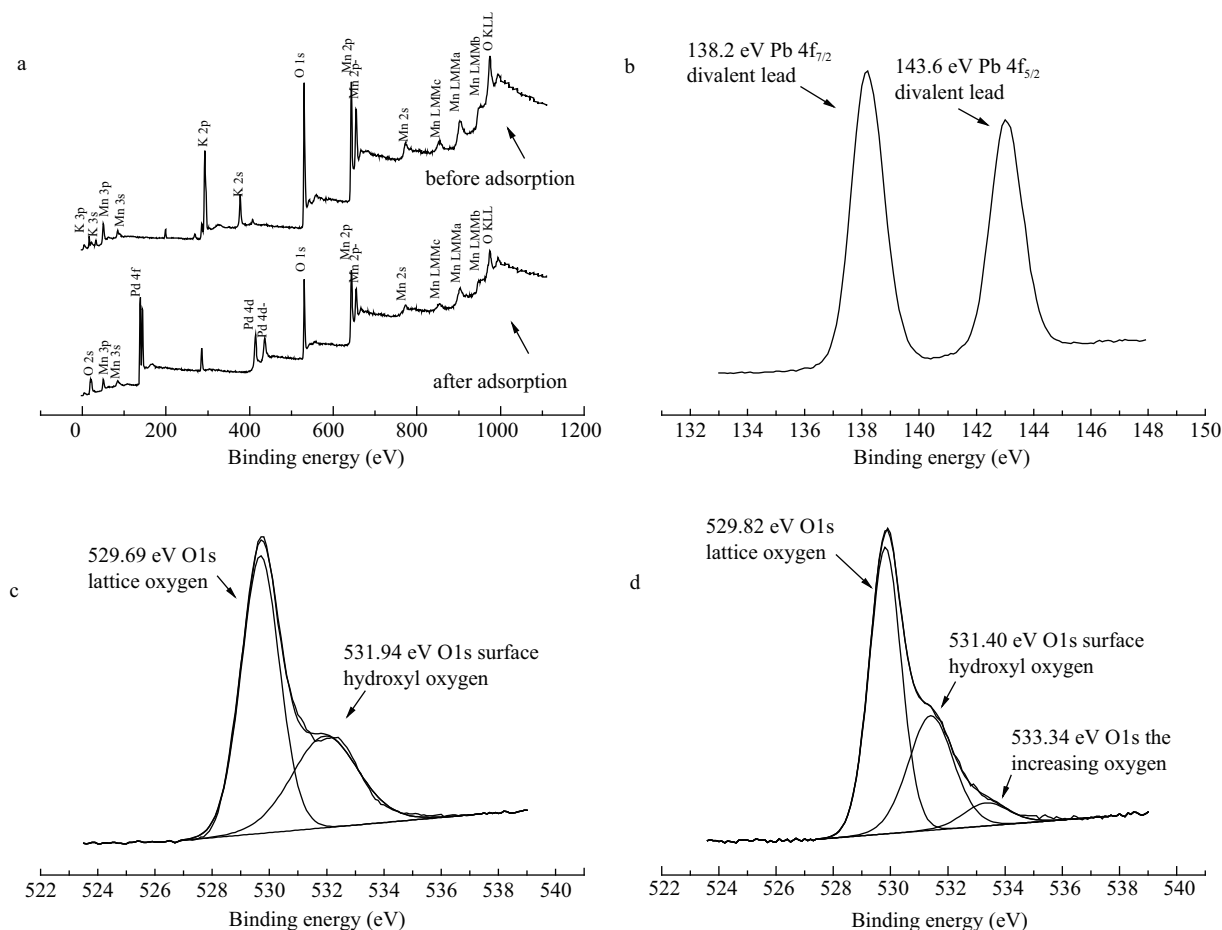 a
K 3p
K 3s
Mn 3p
Mn 3s
K 2p
K 2s
O 1s
Mn 2p
Mn 2p-
Mn 2s
Mn LMMc
Mn LMMa
Mn LMMb
O KLL
before adsorption
O 2s
Mn 3p
Mn 3s
Pd 4f
Pd 4d
Pd 4d-
O 1s
Mn 2p
Mn 2p-
Mn 2s
Mn LMMc
Mn LMMa
Mn LMMb
O KLL
after adsorption
0 200 400 600 800 1000 1200
Binding energy (eV)
b
138.2 eV Pb 4f7/2
divalent lead
143.6 eV Pb 4f5/2
divalent lead
132 134 136 138 140 142 144 146 148 150
Binding energy (eV)
c
529.69 eV O1s
lattice oxygen
531.94 eV O1s surface
hydroxyl oxygen
522 524 526 528 530 532 534 536 538 540
Binding energy (eV)
d
529.82 eV O1s
lattice oxygen
531.40 eV O1s surface
hydroxyl oxygen
533.34 eV O1s the
increasing oxygen
522 524 526 528 530 532 534 536 538 540
Binding energy (eV)